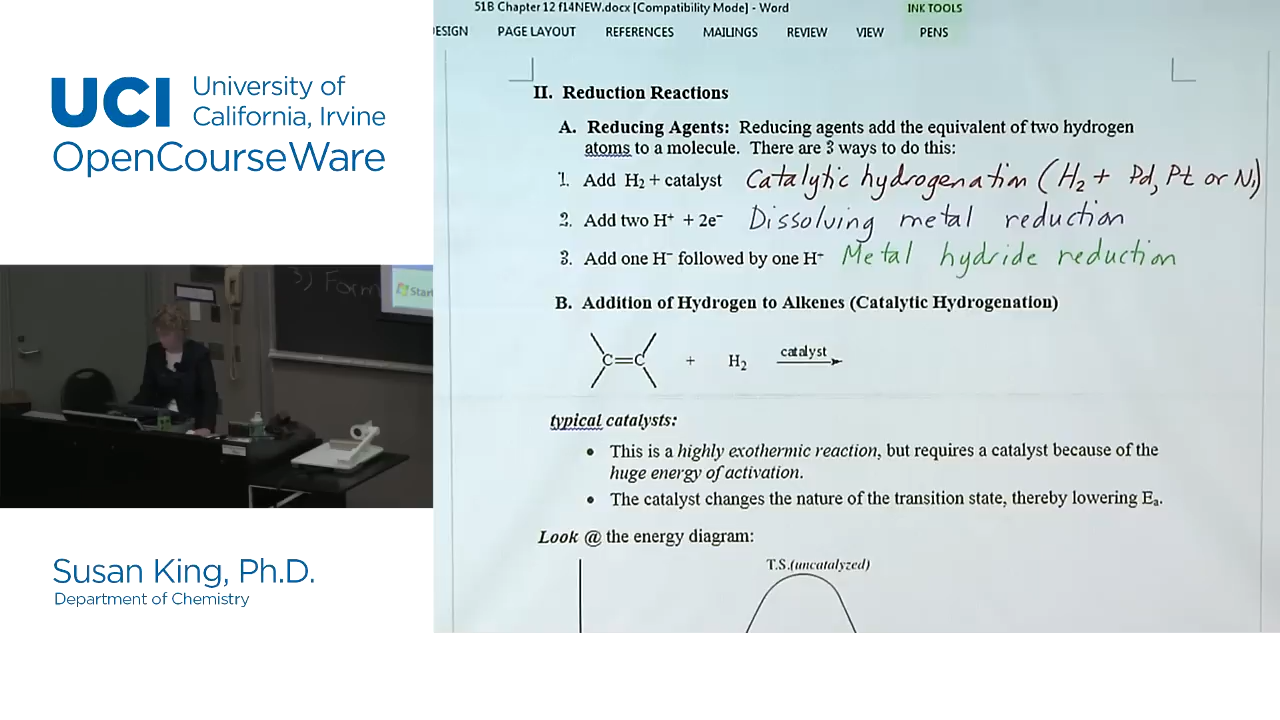 51B Chapter 12 f14NEW.docx [Compatibility Mode] - Word
INK TOOLS
ESIGN PAGE LAYOUT REFERENCES MAILINGS REVIEW VIEW PENS
UCI University of California, Irvine
OpenCourseWare
II. Reduction Reactions
A. Reducing Agents: Reducing agents add the equivalent of two hydrogen
atoms to a molecule. There are 3 ways to do this:
1. Add H₂ + catalyst Catalytic hydrogenation (H₂ + Pd, Pt or Ni)
2. Add two H⁺ + 2e⁻ Dissolving metal reduction
3. Add one H⁻ followed by one H⁺ Metal hydride reduction
B. Addition of Hydrogen to Alkenes (Catalytic Hydrogenation)
C=C + H₂ catalyst
typical catalysts:
• This is a highly exothermic reaction, but requires a catalyst because of the
huge energy of activation.
• The catalyst changes the nature of the transition state, thereby lowering Eₐ.
Look @ the energy diagram:
T.S.(uncatalyzed)
3) Form
Start
Susan King, Ph.D.
Department of Chemistry